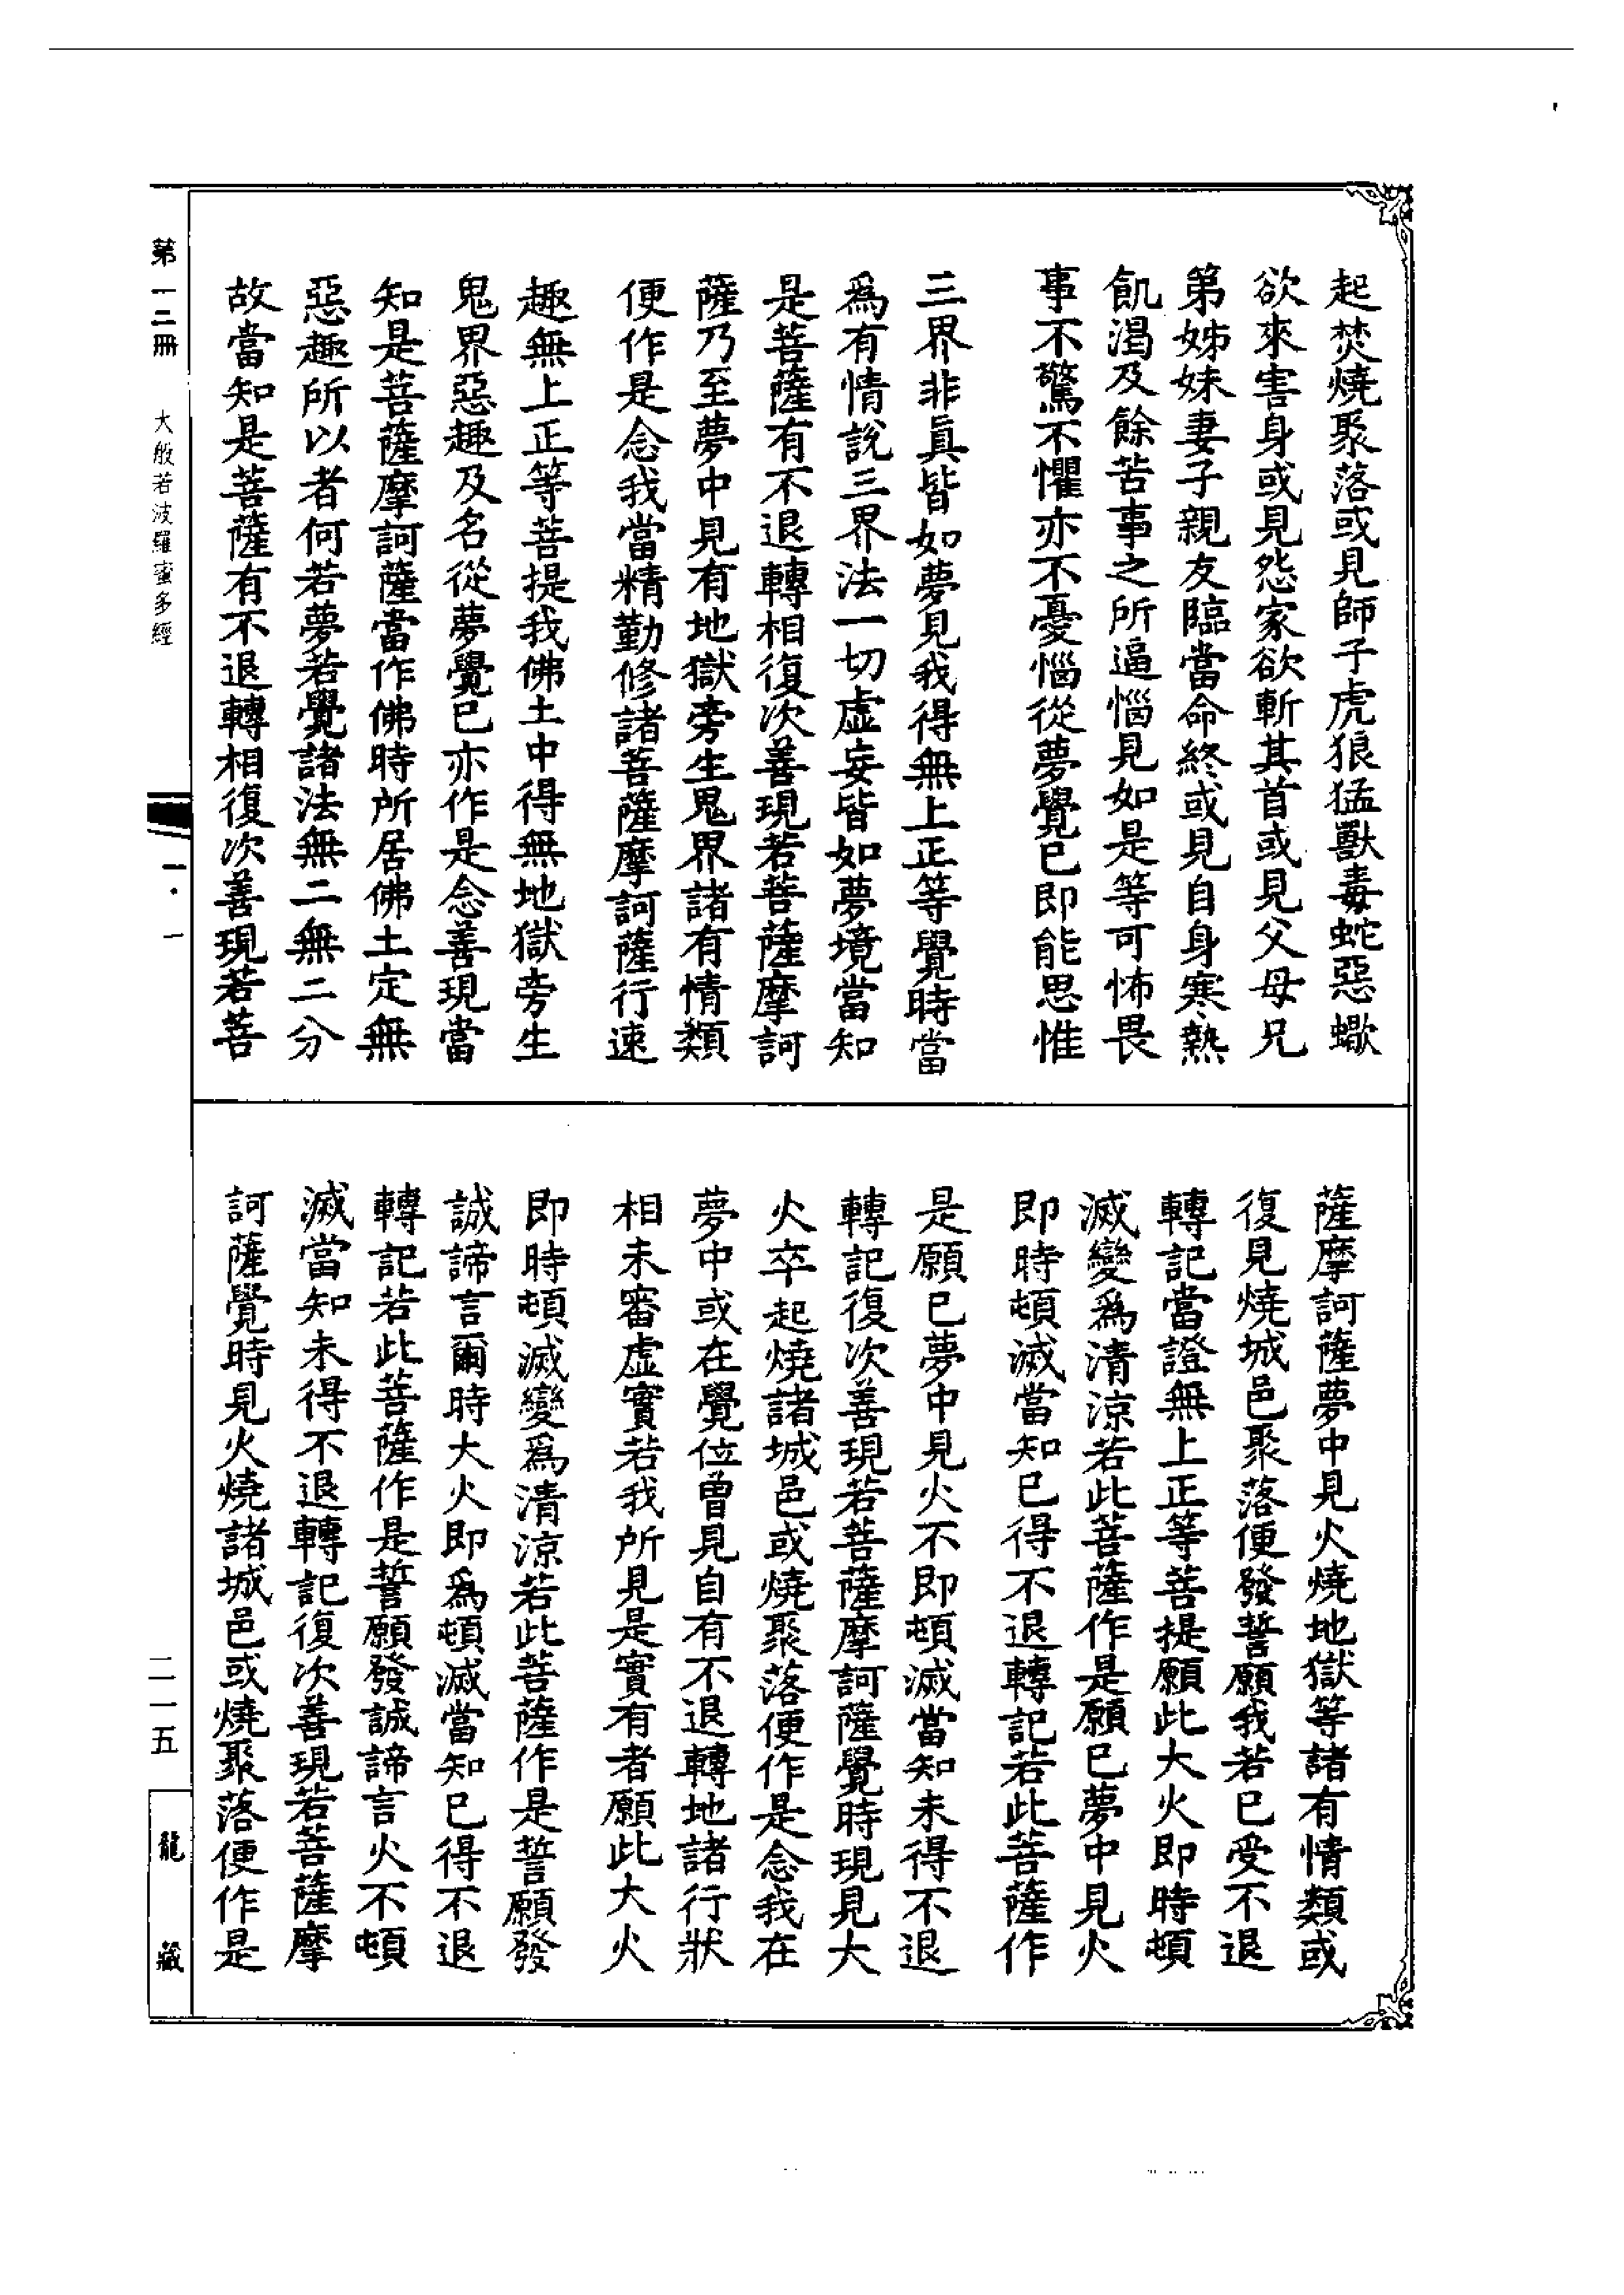 起焚燒聚落或見師子虎狼猛獸毒蛇惡蠍
欲來害身或見怨家欲斬其首或見父母兄
弟姊妹妻子親友臨當命終或見自身寒熱
飢渴及餘苦事之所逼惱見如是等可怖畏
事不驚不懼亦不憂惱從夢覺已即能思惟
三界非真皆如夢見我得無上正等覺時當
為有情說三界法一切虛妄皆如夢境當知
是菩薩有不退轉相復次善現若菩薩摩訶
薩乃至夢中見有地獄旁生鬼界諸有情類
便作是念我當精勤修諸菩薩摩訶薩行速
趣無上正等菩提我佛土中得無地獄旁生
鬼界惡趣及名從夢覺已亦作是念善現當
知是菩薩摩訶薩當作佛時所居佛土定無
惡趣所以者何若夢若覺諸法無二無二分
故當知是菩薩有不退轉相復次善現若菩
薩摩訶薩夢中見火燒地獄等諸有情類或
復見燒城邑聚落便發誓願我若已受不退
轉記當證無上正等菩提願此大火即時頓
滅變為清涼若此菩薩作是願已夢中見火
即時頓滅當知已得不退轉記若此菩薩作
是願已夢中見火不即頓滅當知未得不退
轉記復次善現若菩薩摩訶薩覺時現見大
火卒起燒諸城邑或燒聚落便作是念我在
夢中或在覺位曾見自有不退轉地諸行狀
相未審虛實若我所見是實有者願此大火
即時頓滅變為清涼若此菩薩作是誓願發
誠諦言爾時大火即為頓滅當知已得不退
轉記若此菩薩作是誓願發誠諦言火不頓
滅當知未得不退轉記復次善現若菩薩摩
訶薩覺時見火燒諸城邑或燒聚落便作是
第一二冊 大般若波羅蜜多經 一・一 二一五 龍藏